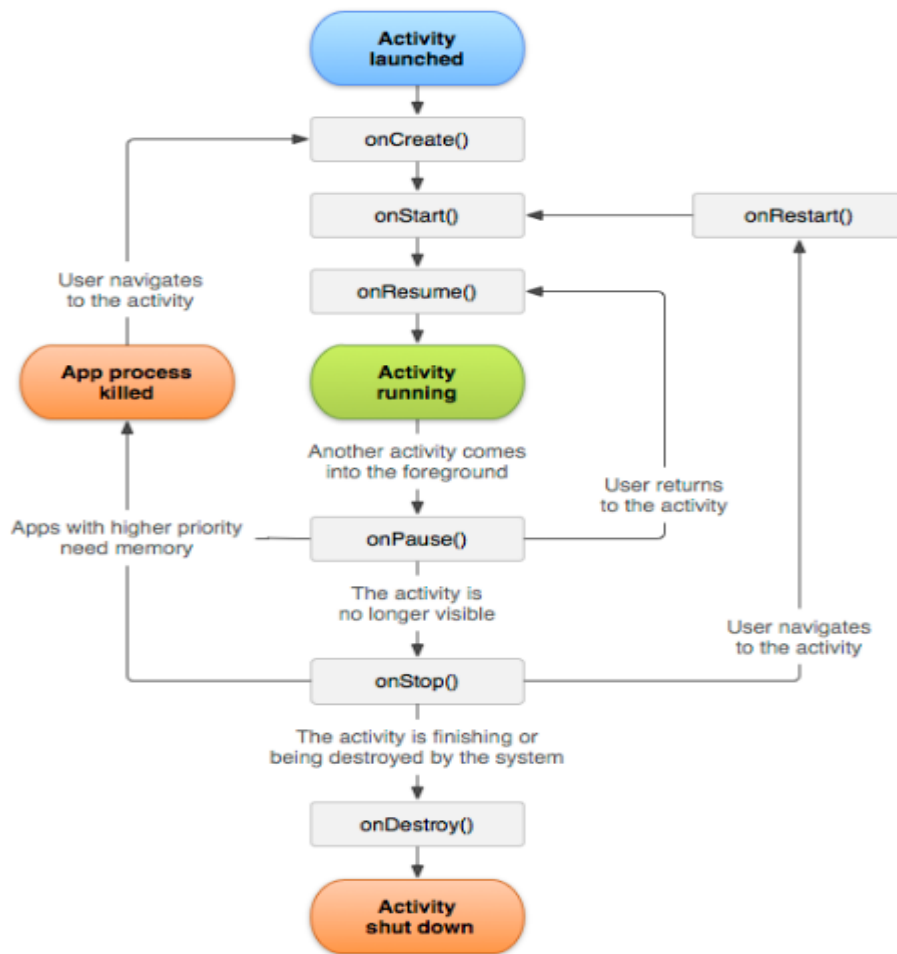 Activity
launched
onCreate()
onStart()
onRestart()
onResume()
User navigates
to the activity
App process
killed
Activity
running
Another activity comes
into the foreground
User returns
to the activity
Apps with higher priority
need memory
onPause()
The activity is
no longer visible
User navigates
to the activity
onStop()
The activity is finishing or
being destroyed by the system
onDestroy()
Activity
shut down